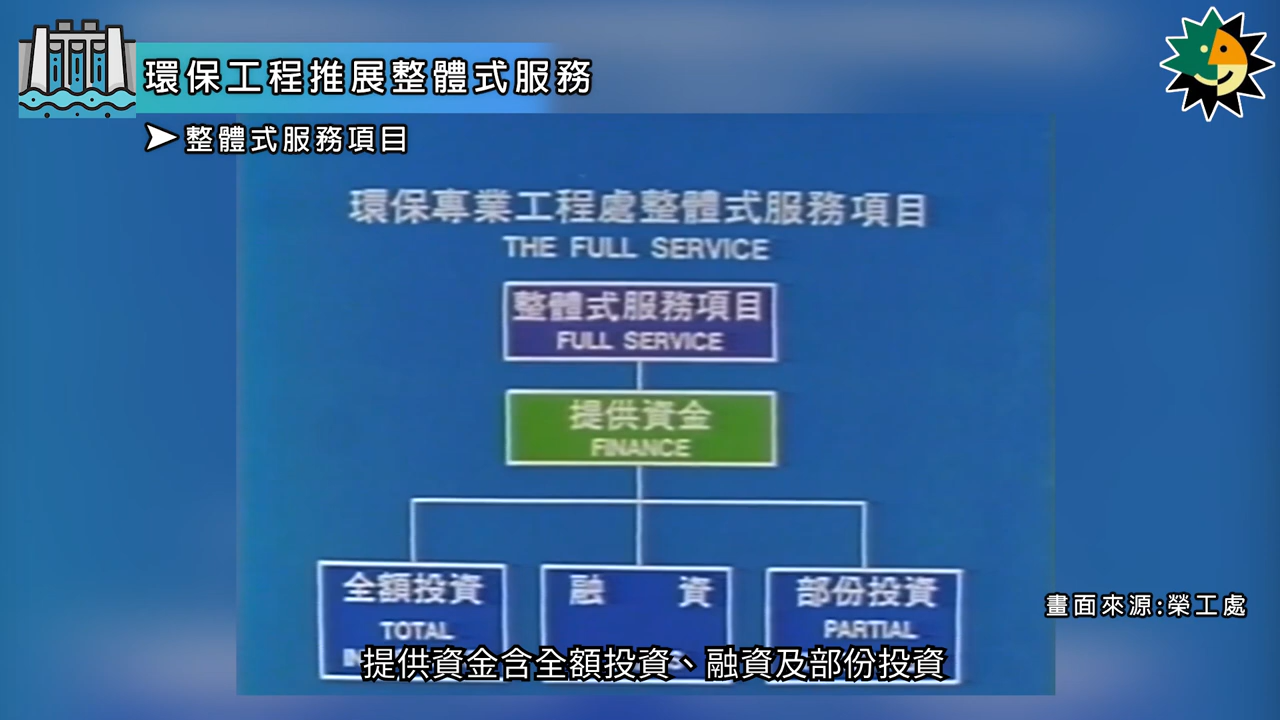 環保工程推展整體式服務
整體式服務項目
環保專業工程處整體式服務項目
THE FULL SERVICE
整體式服務項目
FULL SERVICE
提供資金
FINANCE
全額投資
TOTAL
融資
部份投資
PARTIAL
畫面來源:榮工處
提供資金含全額投資、融資及部份投資